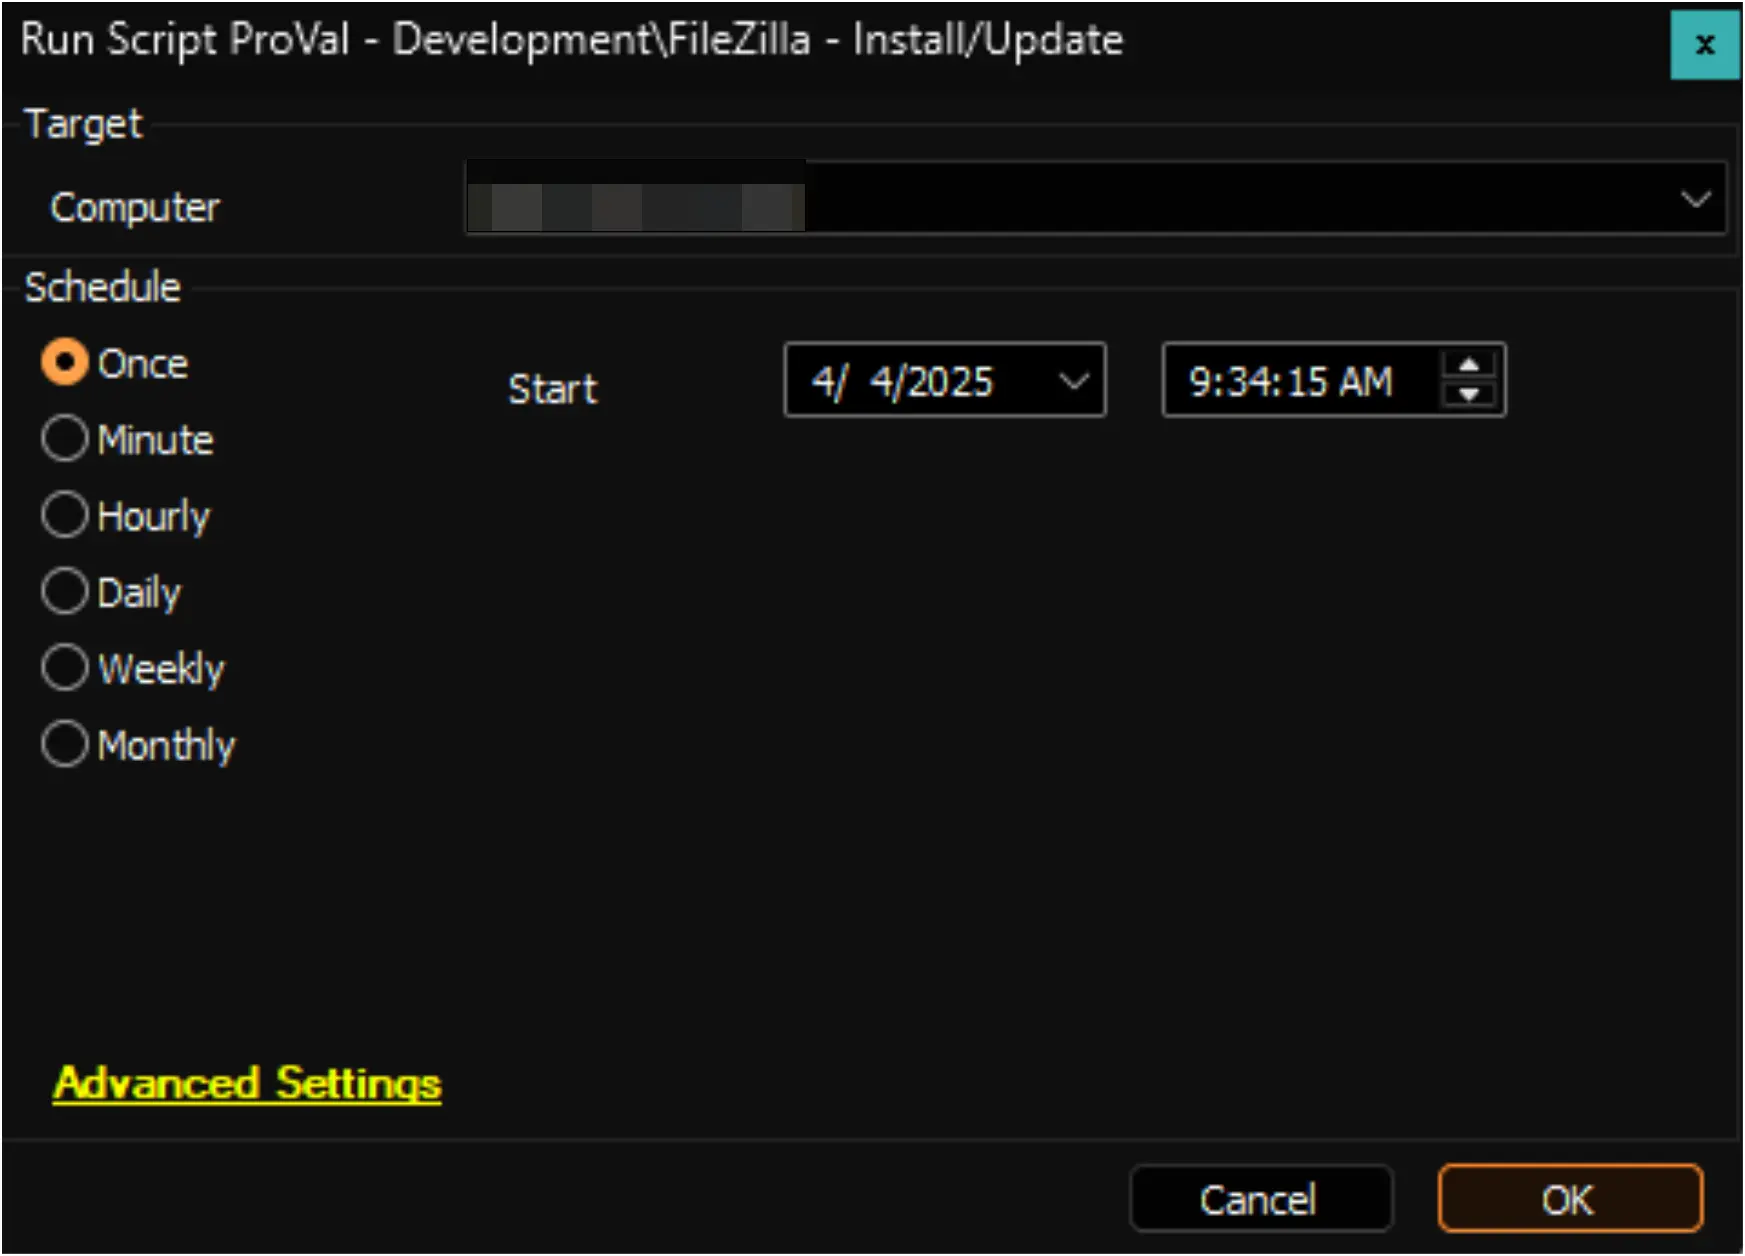 Run Script ProVal - Development\FileZilla - Install/Update
x
Target
Computer
Schedule
Once
Start
4/ 4/2025
9:34:15 AM
Minute
Hourly
Daily
Weekly
Monthly
Advanced Settings
Cancel
OK